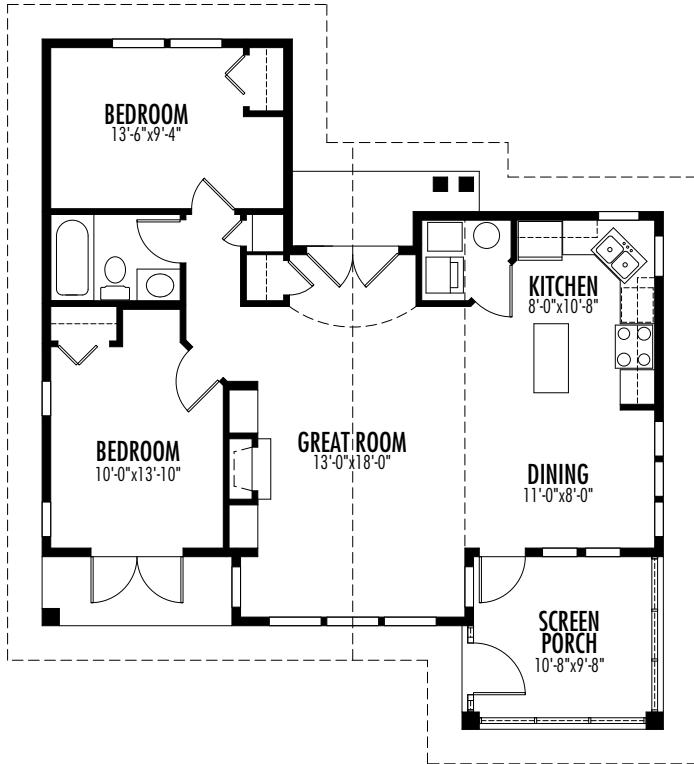 BEDROOM
13'-6"x9'-4"
KITCHEN
8'-0"x10'-8"
BEDROOM
10'-0"x13'-10"
GREAT ROOM
13'-0"x18'-0"
DINING
11'-0"x8'-0"
SCREEN
PORCH
10'-8"x9'-8"